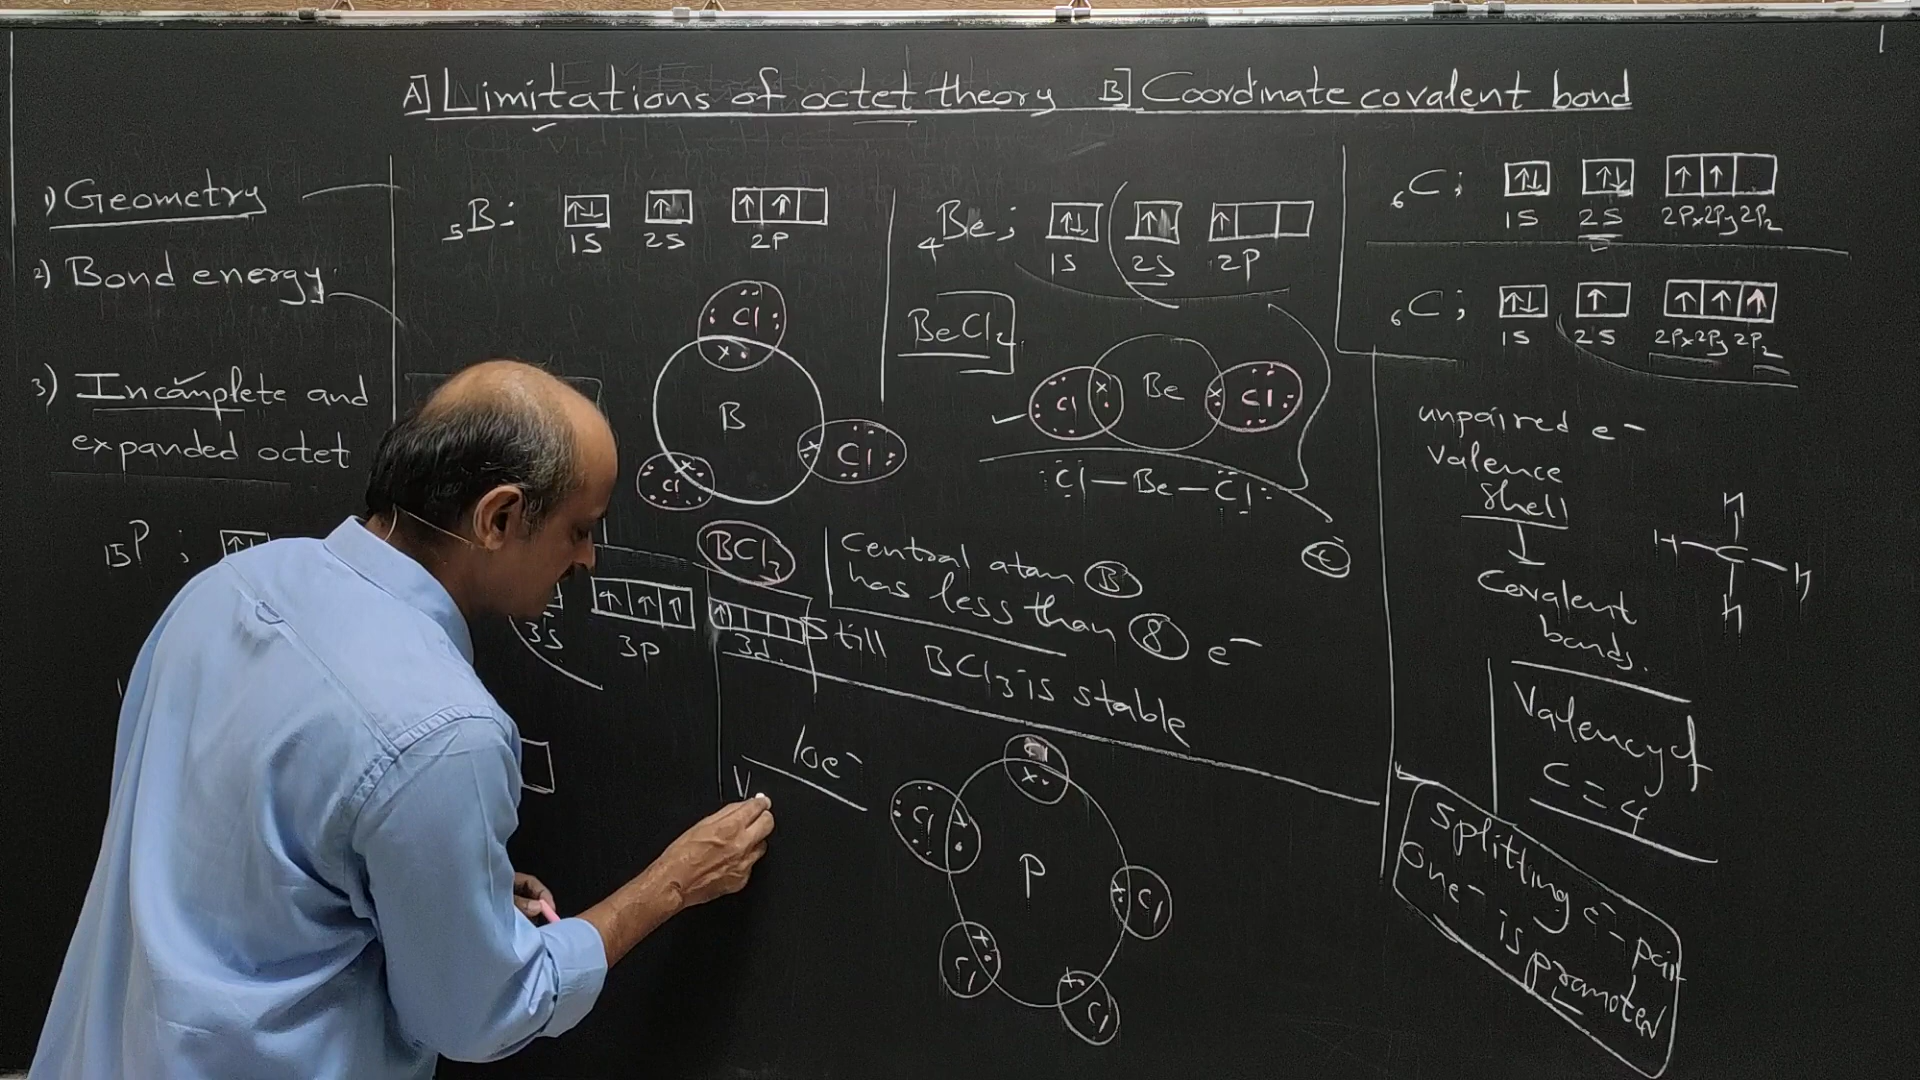 A] Limitations of octet theory B] Coordinate covalent bond
1) Geometry
2) Bond energy
3) Incomplete and
expanded octet
5B: ↑↓ ↑ ↑ ↑
1S 2S 2P
4Be; ↑↓ ↑ ↑
1S 2S 2P
6C; ↑↓ ↑↓ ↑ ↑
1S 2S 2Px 2Py 2Pz
6C; ↑↓ ↑ ↑ ↑ ↑
1S 2S 2Px 2Py 2Pz
Cl
B
Cl
Cl
BCl3
BeCl2
Cl Be Cl
Cl — Be — Cl
Central atom B
has less than 8 e-
Still BCl3 is stable
unpaired e-
Valence
Shell
↓
Covalent
bonds.
H
H C H
H
Valency of
C = 4
Splitting e- pair
one e- is promoted
15P; ↑↓
↑ ↑ ↑ ↑
3S 3P 3d
10e-
V
Cl
Cl
P
Cl
Cl
Cl